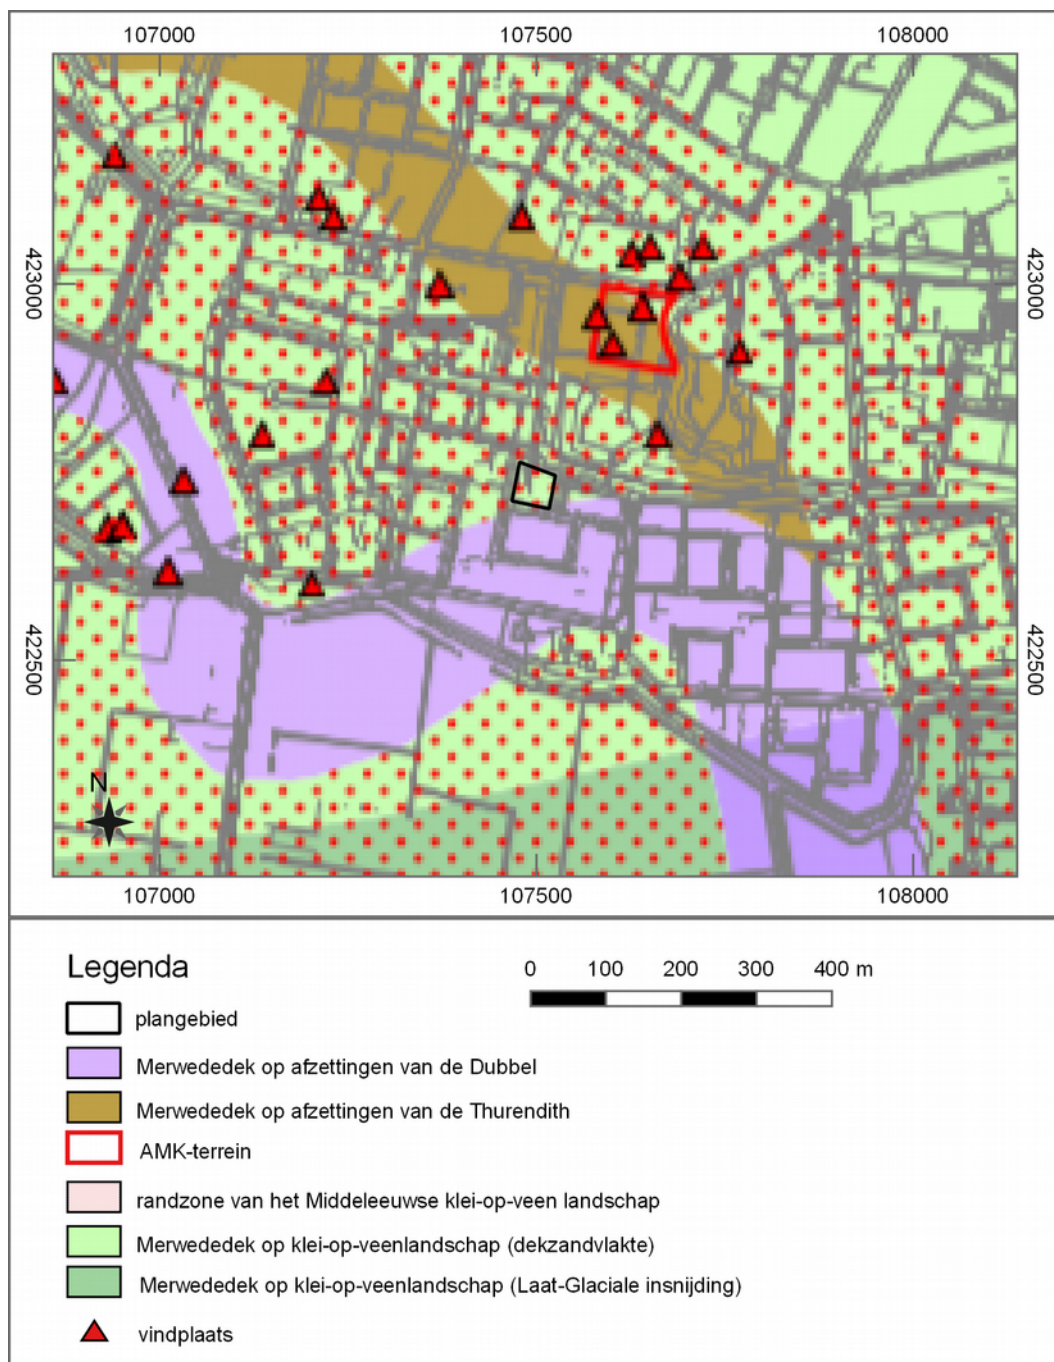 107000 107500 108000
423000 423000
422500 422500
N
107000 107500 108000
Legenda
0 100 200 300 400 m
plangebied
Merwededek op afzettingen van de Dubbel
Merwededek op afzettingen van de Thurendith
AMK-terrein
randzone van het Middeleeuwse klei-op-veen landschap
Merwededek op klei-op-veenlandschap (dekzandvlakte)
Merwededek op klei-op-veenlandschap (Laat-Glaciale insnijding)
vindplaats